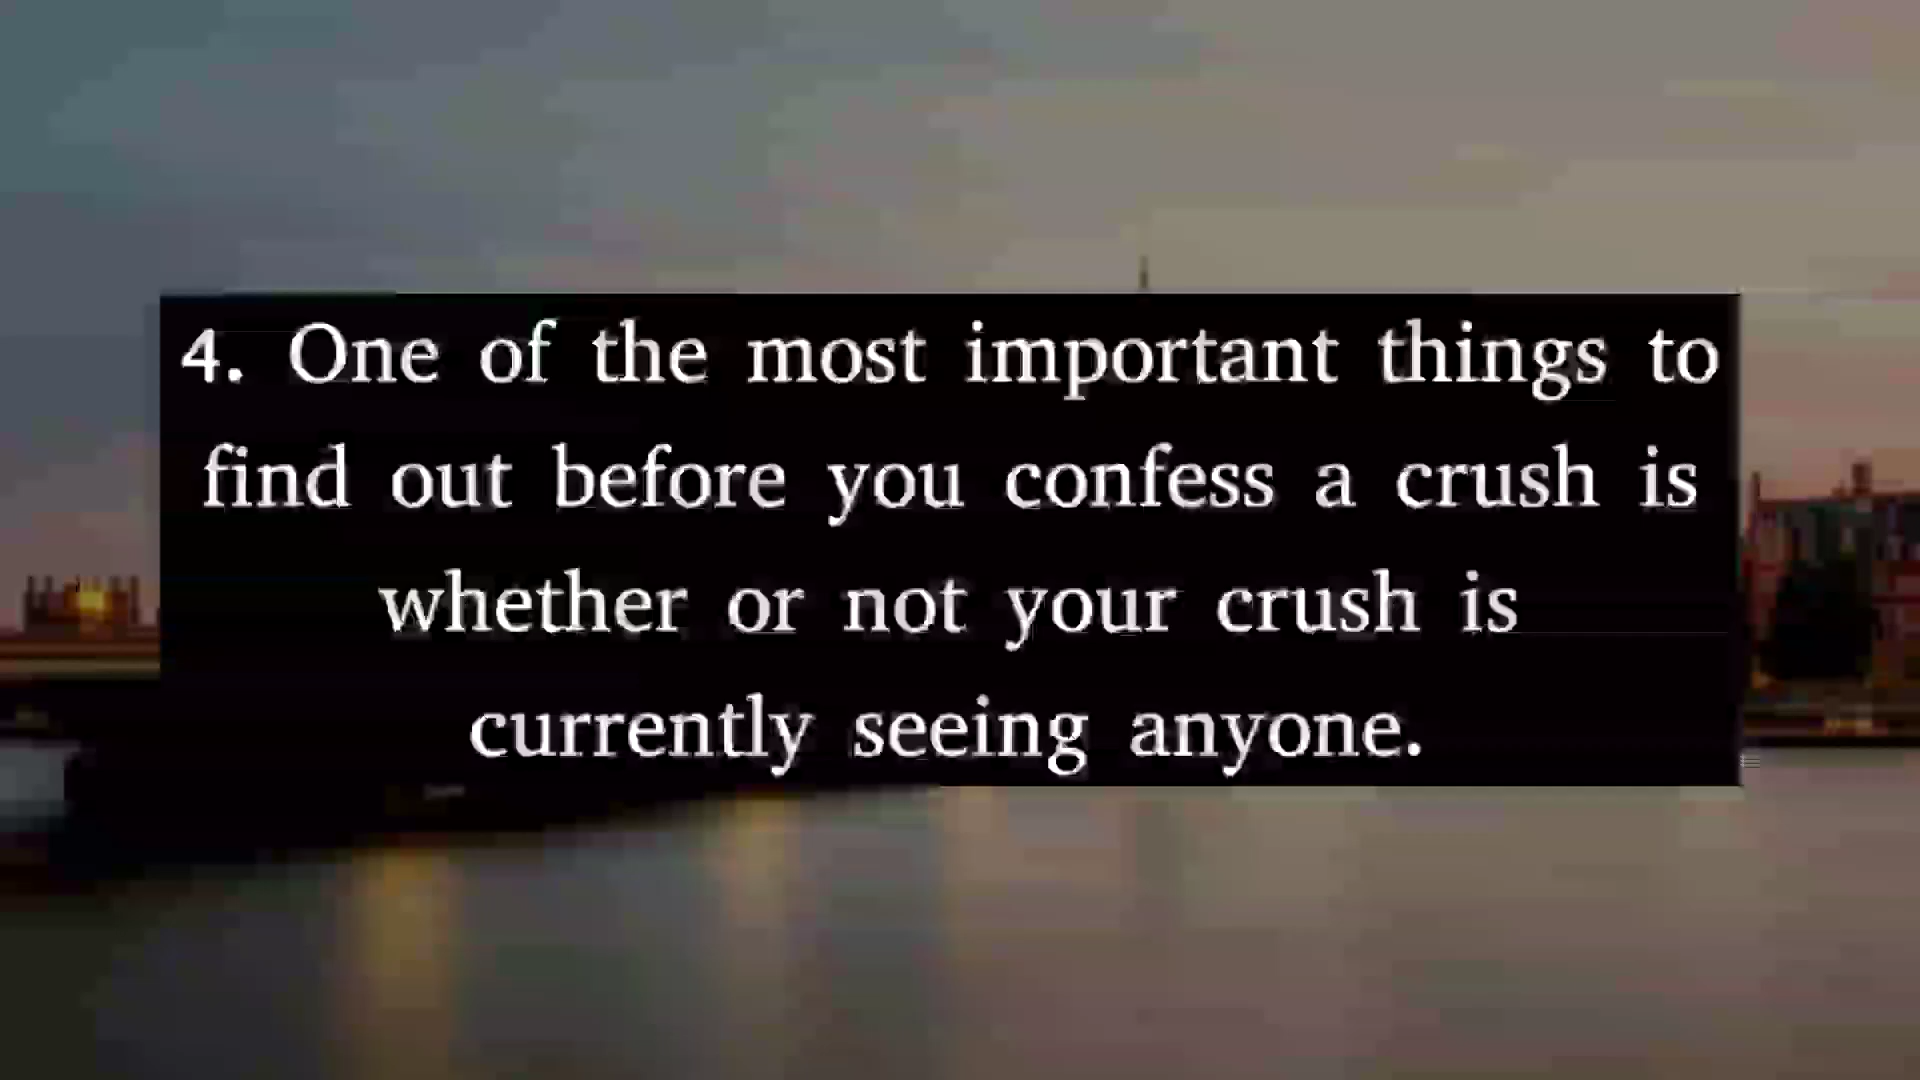 4. One of the most important things to
find out before you confess a crush is
whether or not your crush is
currently seeing anyone.